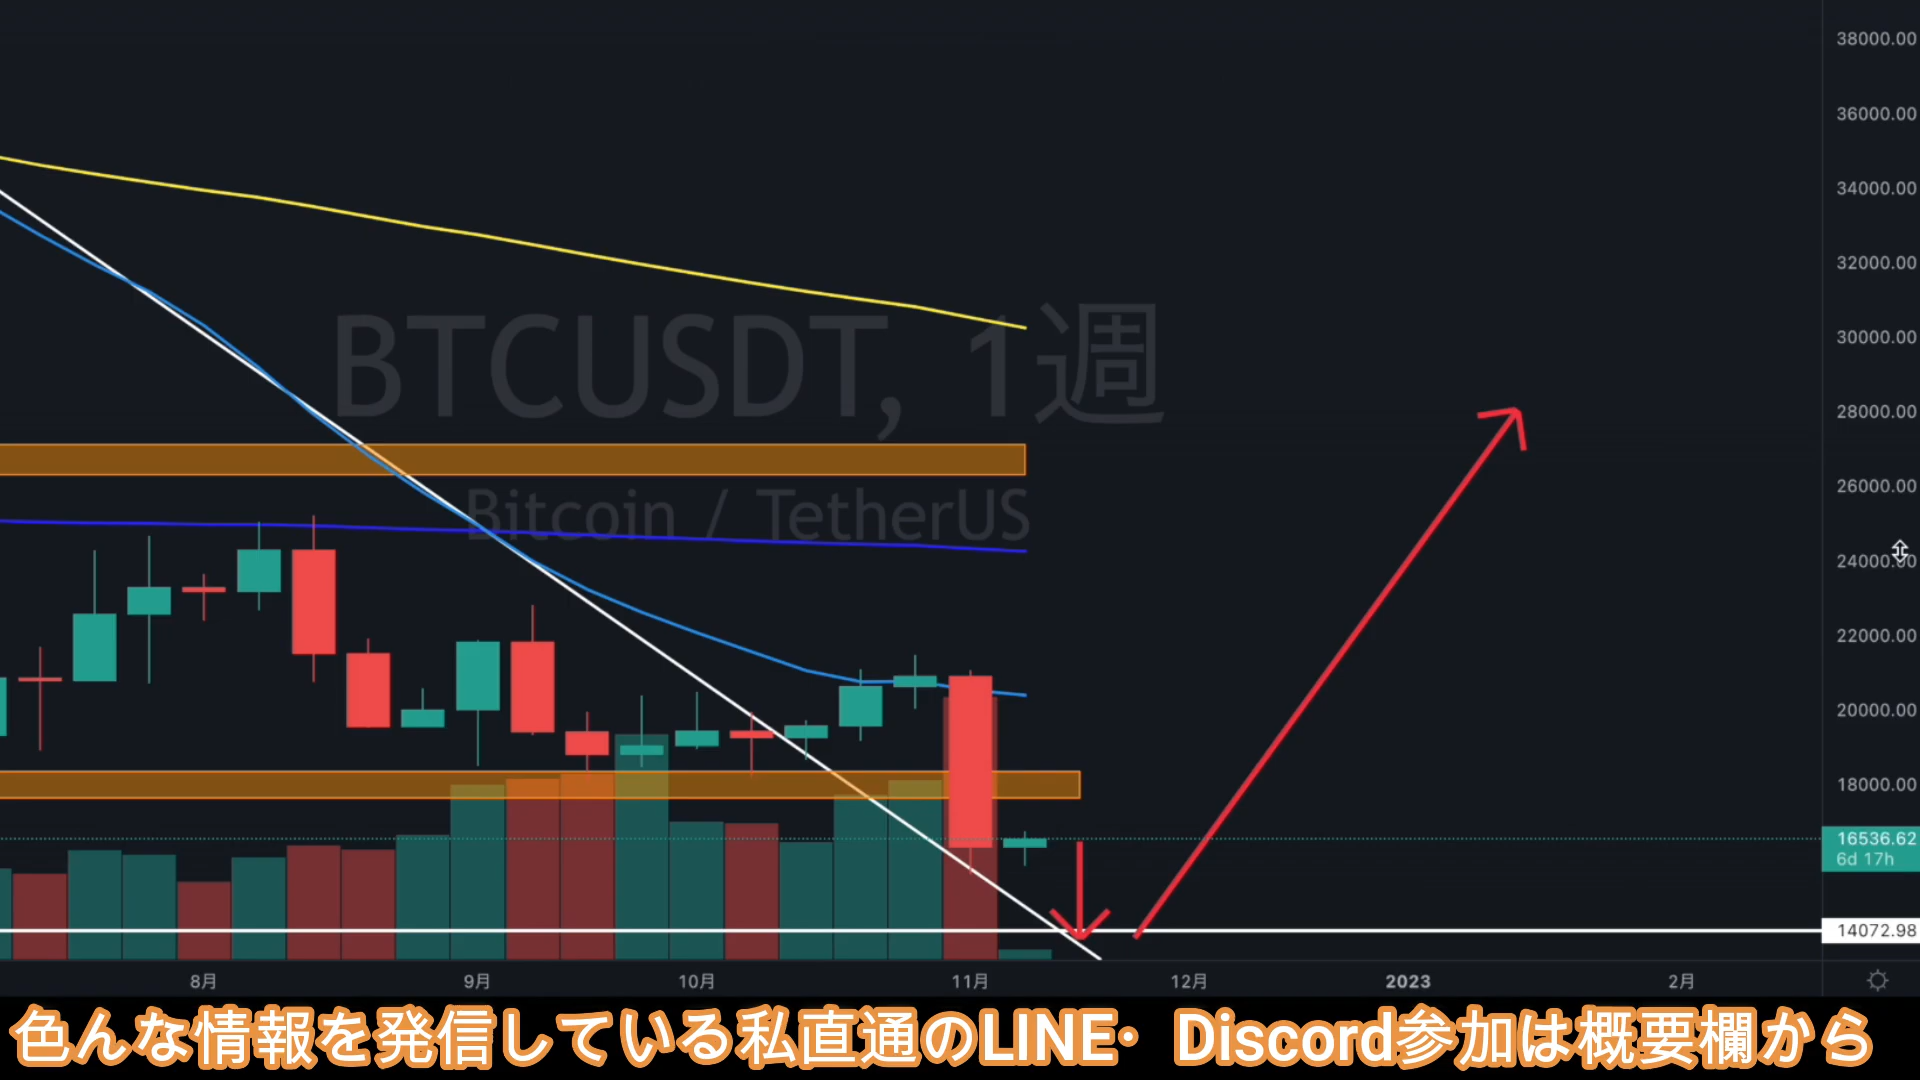 38000.00
36000.00
34000.00
32000.00
BTCUSDT, 1週
30000.00
28000.00
26000.00
Bitcoin / TetherUS
24000.00
22000.00
20000.00
18000.00
16536.62
6d 17h
14072.98
8月 9月 10月 11月 12月 2023 2月
色んな情報を発信している私直通のLINE・Discord参加は概要欄から